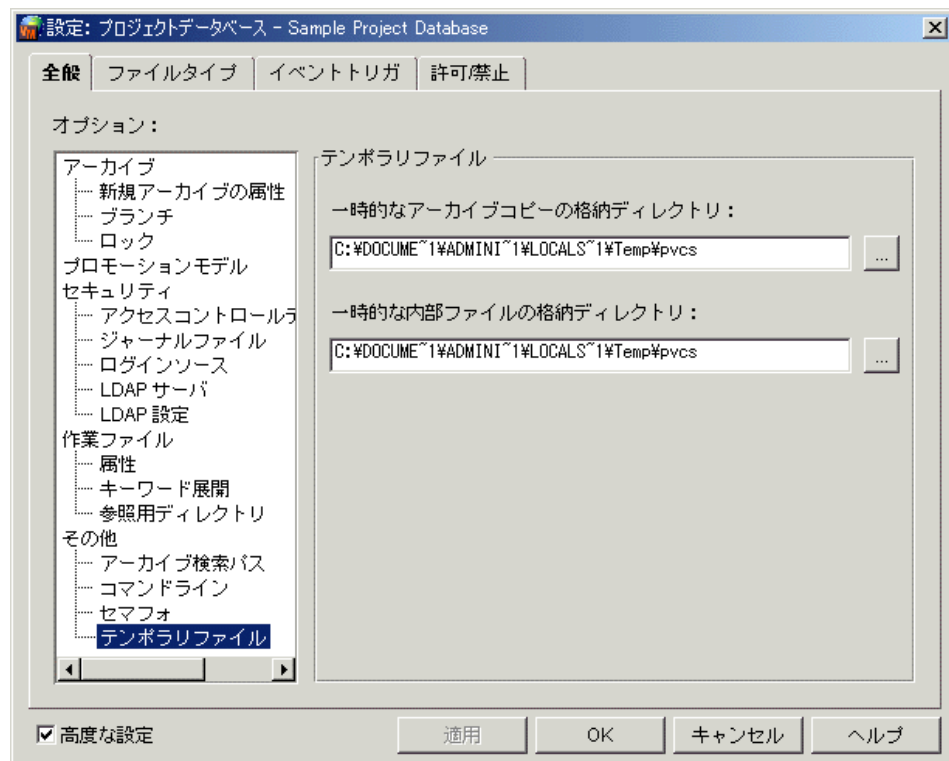 設定: プロジェクトデータベース - Sample Project Database
全般 ファイルタイプ イベントトリガ 許可/禁止
オプション：
アーカイブ
新規アーカイブの属性
ブランチ
ロック
プロモーションモデル
セキュリティ
アクセスコントロールデ
ジャーナルファイル
ログインソース
LDAP サーバ
LDAP 設定
作業ファイル
属性
キーワード展開
参照用ディレクトリ
その他
アーカイブ検索パス
コマンドライン
セマフォ
テンポラリファイル
テンポラリファイル
一時的なアーカイブコピーの格納ディレクトリ：
C:¥DOCUME~1¥ADMINI~1¥LOCALS~1¥Temp¥pvcs
...
一時的な内部ファイルの格納ディレクトリ：
C:¥DOCUME~1¥ADMINI~1¥LOCALS~1¥Temp¥pvcs
...
高度な設定 適用 OK キャンセル ヘルプ